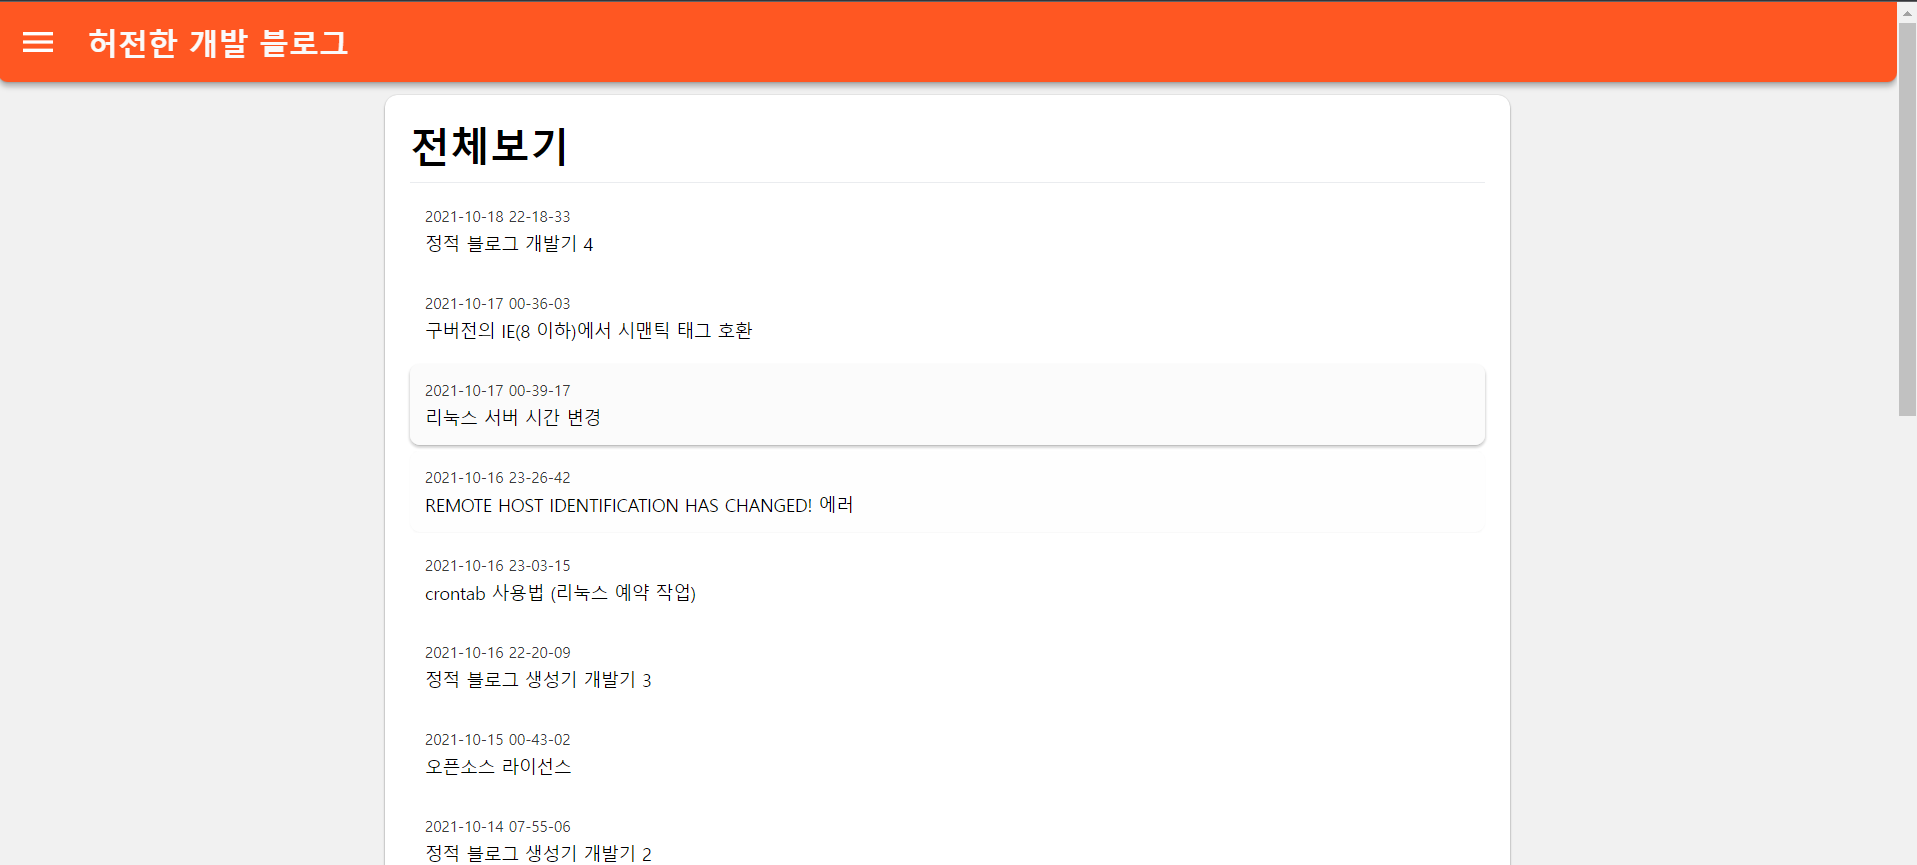 허전한 개발 블로그
전체보기
2021-10-18 22-18-33
정적 블로그 개발기 4
2021-10-17 00-36-03
구버전의 IE(8 이하)에서 시맨틱 태그 호환
2021-10-17 00-39-17
리눅스 서버 시간 변경
2021-10-16 23-26-42
REMOTE HOST IDENTIFICATION HAS CHANGED! 에러
2021-10-16 23-03-15
crontab 사용법 (리눅스 예약 작업)
2021-10-16 22-20-09
정적 블로그 생성기 개발기 3
2021-10-15 00-43-02
오픈소스 라이선스
2021-10-14 07-55-06
정적 블로그 생성기 개발기 2